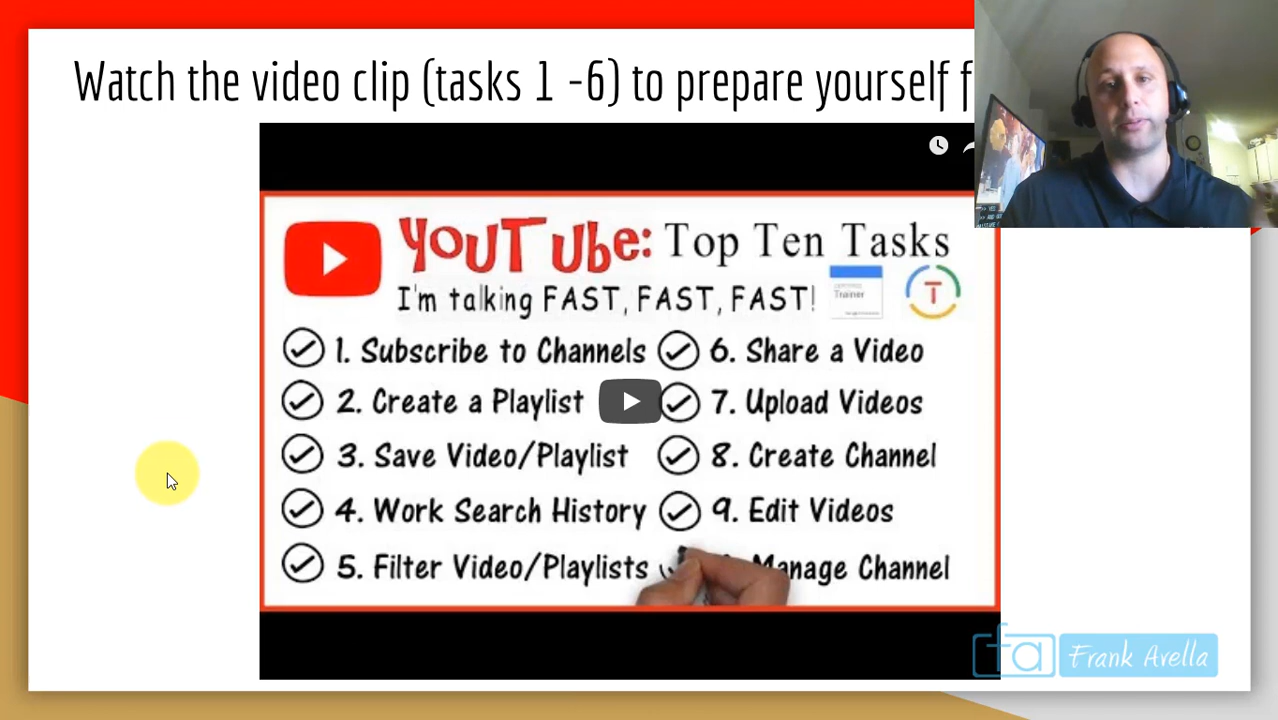 Watch the video clip (tasks 1 -6) to prepare yourself f
YouTube: Top Ten Tasks
I'm talking FAST, FAST, FAST!
Trainer
T
1. Subscribe to Channels
2. Create a Playlist
3. Save Video/Playlist
4. Work Search History
5. Filter Video/Playlists
6. Share a Video
7. Upload Videos
8. Create Channel
9. Edit Videos
Manage Channel
fa Frank Avella